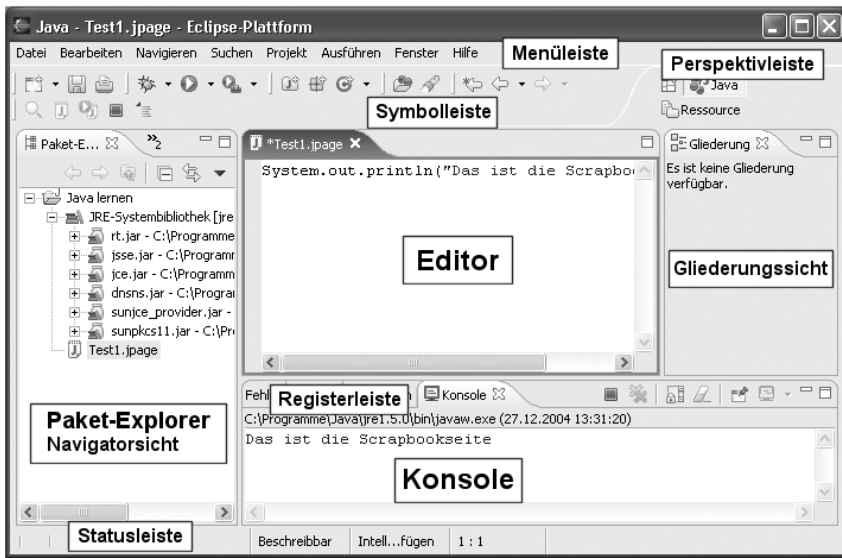 Java - Test1.jpage - Eclipse-Plattform
Datei Bearbeiten Navigieren Suchen Projekt Ausführen Fenster Hilfe
Menüleiste
Perspektivleiste
Java
Symbolleiste
Ressource
Paket-E...
2
*Test1.jpage
Gliederung
System.out.println("Das ist die Scrapboo
Es ist keine Gliederung
verfügbar.
Java lernen
JRE-Systembibliothek [jre
rt.jar - C:\Programme
jsse.jar - C:\Programm
jce.jar - C:\Programm
dnsns.jar - C:\Program
sunjce_provider.jar -
sunpkcs11.jar - C:\Pr
Test1.jpage
Editor
Gliederungssicht
Fehl
Registerleiste
Konsole
C:\Programme\Java\jre1.5.0\bin\javaw.exe (27.12.2004 13:31:20)
Das ist die Scrapbookseite
Paket-Explorer
Navigatorsicht
Konsole
Statusleiste
Beschreibbar
Intell...fügen
1 : 1